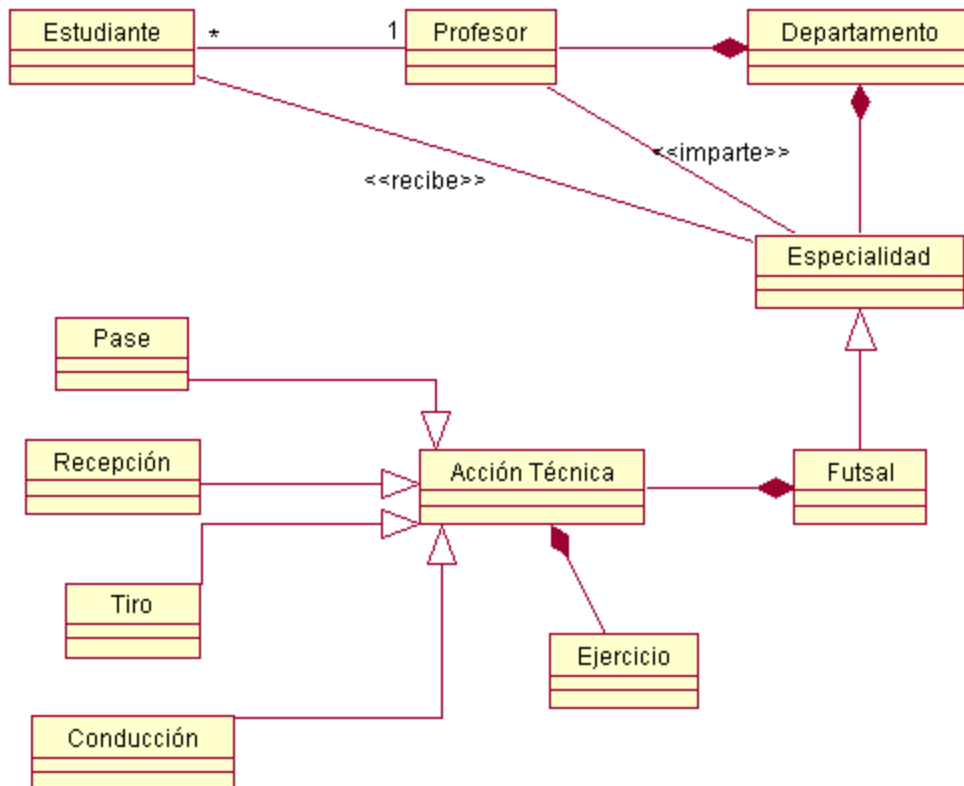 Estudiante
*
1
Profesor
Departamento
<<imparte>>
<<recibe>>
Especialidad
Pase
Recepción
Acción Técnica
Futsal
Tiro
Ejercicio
Conducción